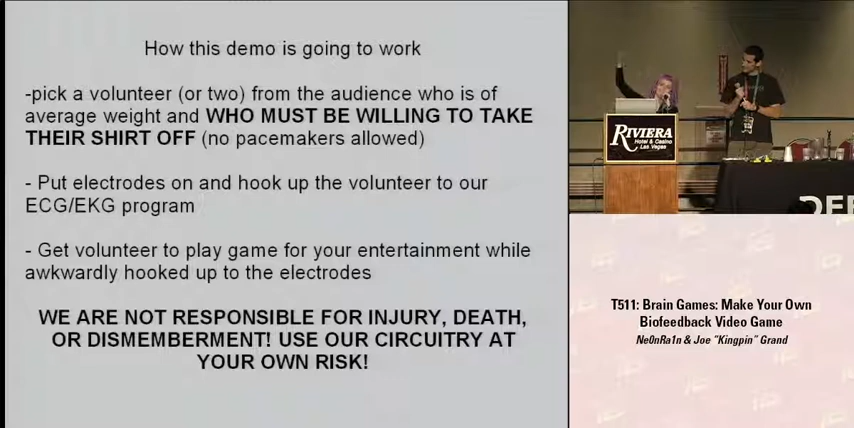 How this demo is going to work
-pick a volunteer (or two) from the audience who is of
average weight and WHO MUST BE WILLING TO TAKE
THEIR SHIRT OFF (no pacemakers allowed)
- Put electrodes on and hook up the volunteer to our
ECG/EKG program
- Get volunteer to play game for your entertainment while
awkwardly hooked up to the electrodes
WE ARE NOT RESPONSIBLE FOR INJURY, DEATH,
OR DISMEMBERMENT! USE OUR CIRCUITRY AT
YOUR OWN RISK!
RIVIERA
Hotel & Casino
Las Vegas
DEF
T511: Brain Games: Make Your Own
Biofeedback Video Game
Ne0nRa1n & Joe "Kingpin" Grand